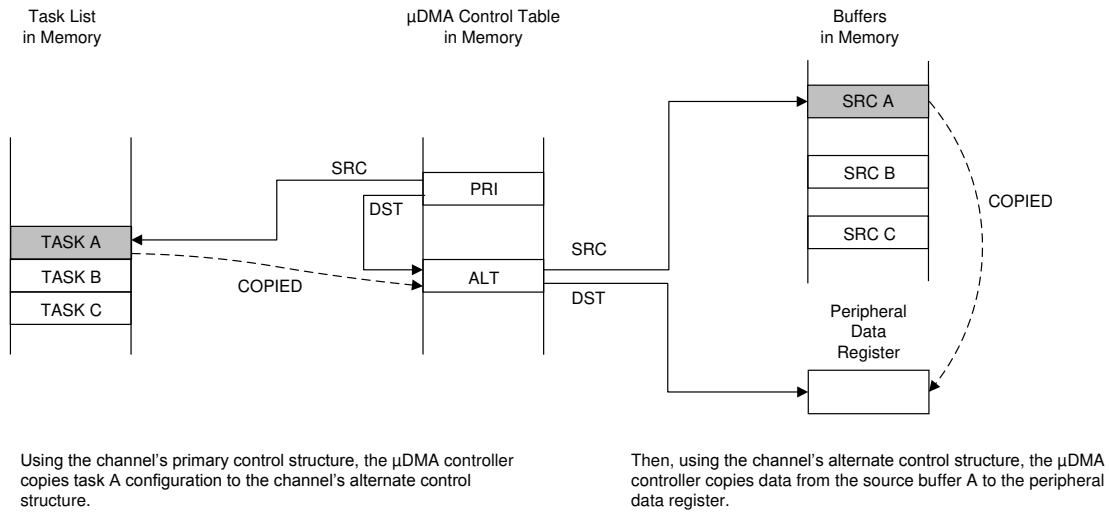 Task List
in Memory
µDMA Control Table
in Memory
Buffers
in Memory
SRC A
SRC
PRI
SRC B
COPIED
DST
SRC C
TASK A
SRC
TASK B
COPIED
ALT
DST
TASK C
Peripheral
Data
Register
Using the channel's primary control structure, the µDMA controller
copies task A configuration to the channel's alternate control
structure.
Then, using the channel's alternate control structure, the µDMA
controller copies data from the source buffer A to the peripheral
data register.